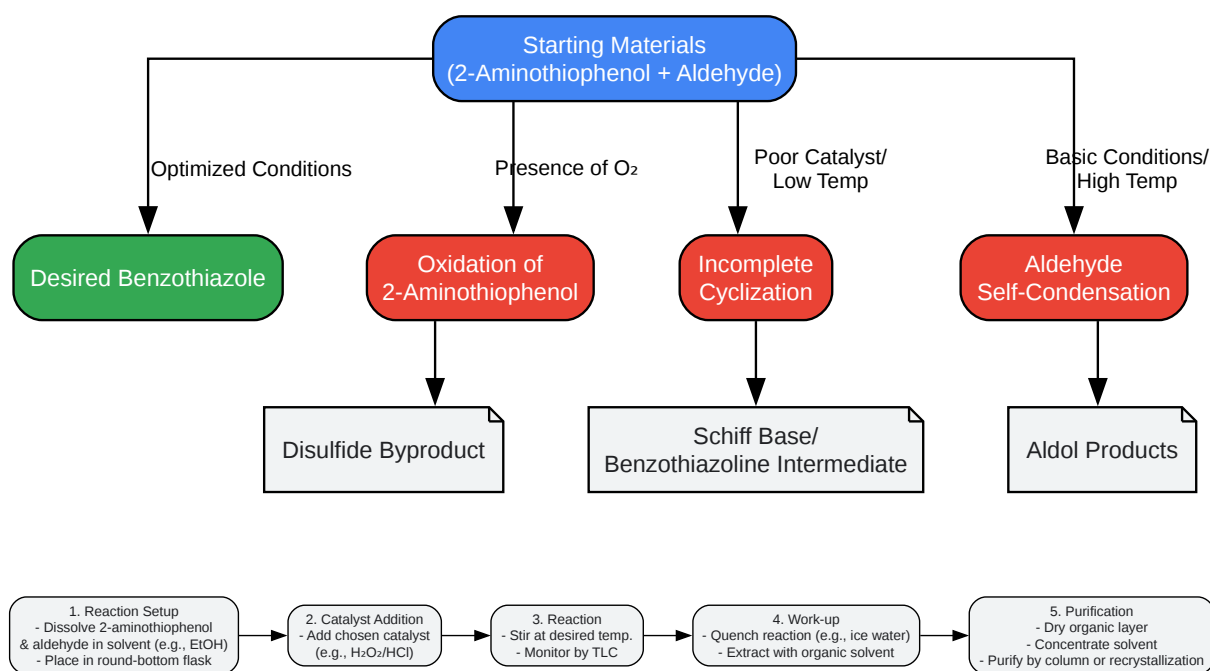 Starting Materials
(2-Aminothiophenol + Aldehyde)
Optimized Conditions
Presence of O₂
Poor Catalyst/
Low Temp
Basic Conditions/
High Temp
Desired Benzothiazole
Oxidation of
2-Aminothiophenol
Incomplete
Cyclization
Aldehyde
Self-Condensation
Disulfide Byproduct
Schiff Base/
Benzothiazoline Intermediate
Aldol Products
1. Reaction Setup
- Dissolve 2-aminothiophenol
& aldehyde in solvent (e.g., EtOH)
- Place in round-bottom flask
2. Catalyst Addition
- Add chosen catalyst
(e.g., H₂O₂/HCl)
3. Reaction
- Stir at desired temp.
- Monitor by TLC
4. Work-up
- Quench reaction (e.g., ice water)
- Extract with organic solvent
5. Purification
- Dry organic layer
- Concentrate solvent
- Purify by column or recrystallization